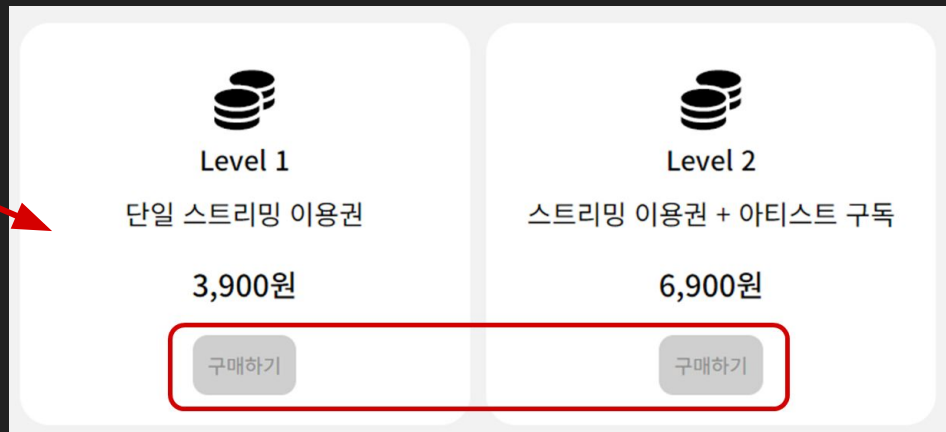 Level 1
단일 스트리밍 이용권
3,900원
구매하기
Level 2
스트리밍 이용권 + 아티스트 구독
6,900원
구매하기